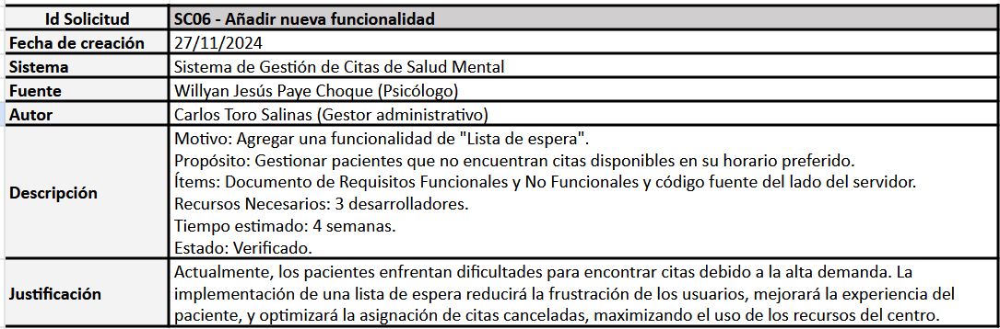 Id Solicitud SC06 - Añadir nueva funcionalidad
Fecha de creación 27/11/2024
Sistema Sistema de Gestión de Citas de Salud Mental
Fuente Willyan Jesús Paye Choque (Psicólogo)
Autor Carlos Toro Salinas (Gestor administrativo)
Descripción
Motivo: Agregar una funcionalidad de "Lista de espera".
Propósito: Gestionar pacientes que no encuentran citas disponibles en su horario preferido.
Ítems: Documento de Requisitos Funcionales y No Funcionales y código fuente del lado del servidor.
Recursos Necesarios: 3 desarrolladores.
Tiempo estimado: 4 semanas.
Estado: Verificado.
Justificación
Actualmente, los pacientes enfrentan dificultades para encontrar citas debido a la alta demanda. La
implementación de una lista de espera reducirá la frustración de los usuarios, mejorará la experiencia del
paciente, y optimizará la asignación de citas canceladas, maximizando el uso de los recursos del centro.